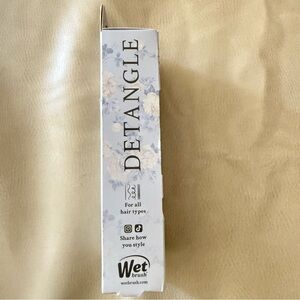 DETANGLE
For all
hair types
Share how
you style
Wet
brush
wetbrush.com